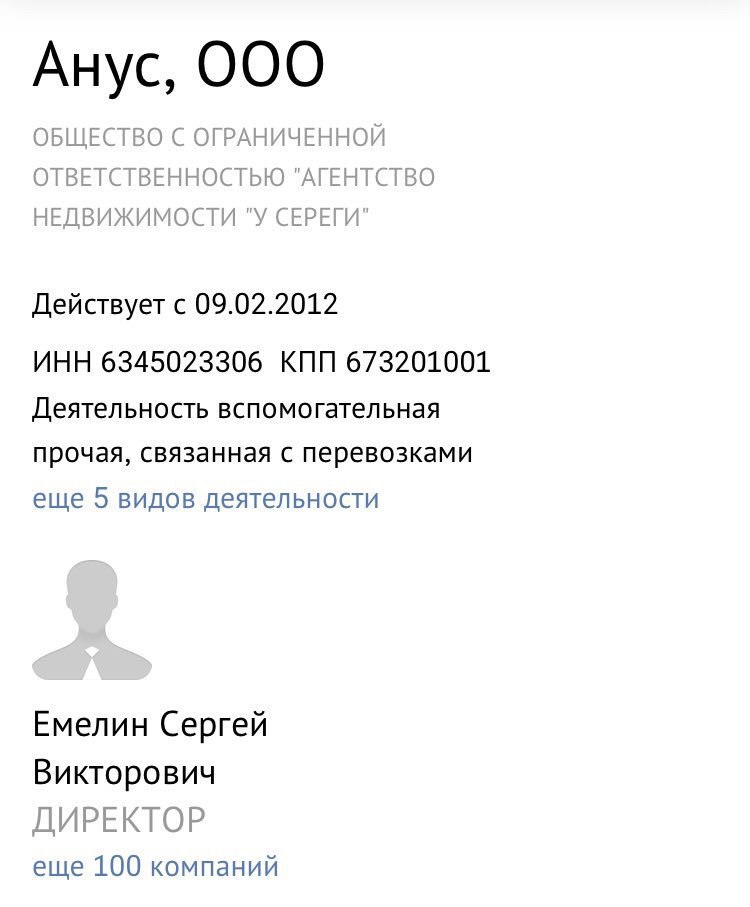 Анус, ООО
ОБЩЕСТВО С ОГРАНИЧЕННОЙ
ОТВЕТСТВЕННОСТЬЮ "АГЕНТСТВО
НЕДВИЖИМОСТИ "У СЕРЕГИ"
Действует с 09.02.2012
ИНН 6345023306 КПП 673201001
Деятельность вспомогательная
прочая, связанная с перевозками
еще 5 видов деятельности
Емелин Сергей
Викторович
ДИРЕКТОР
еще 100 компаний